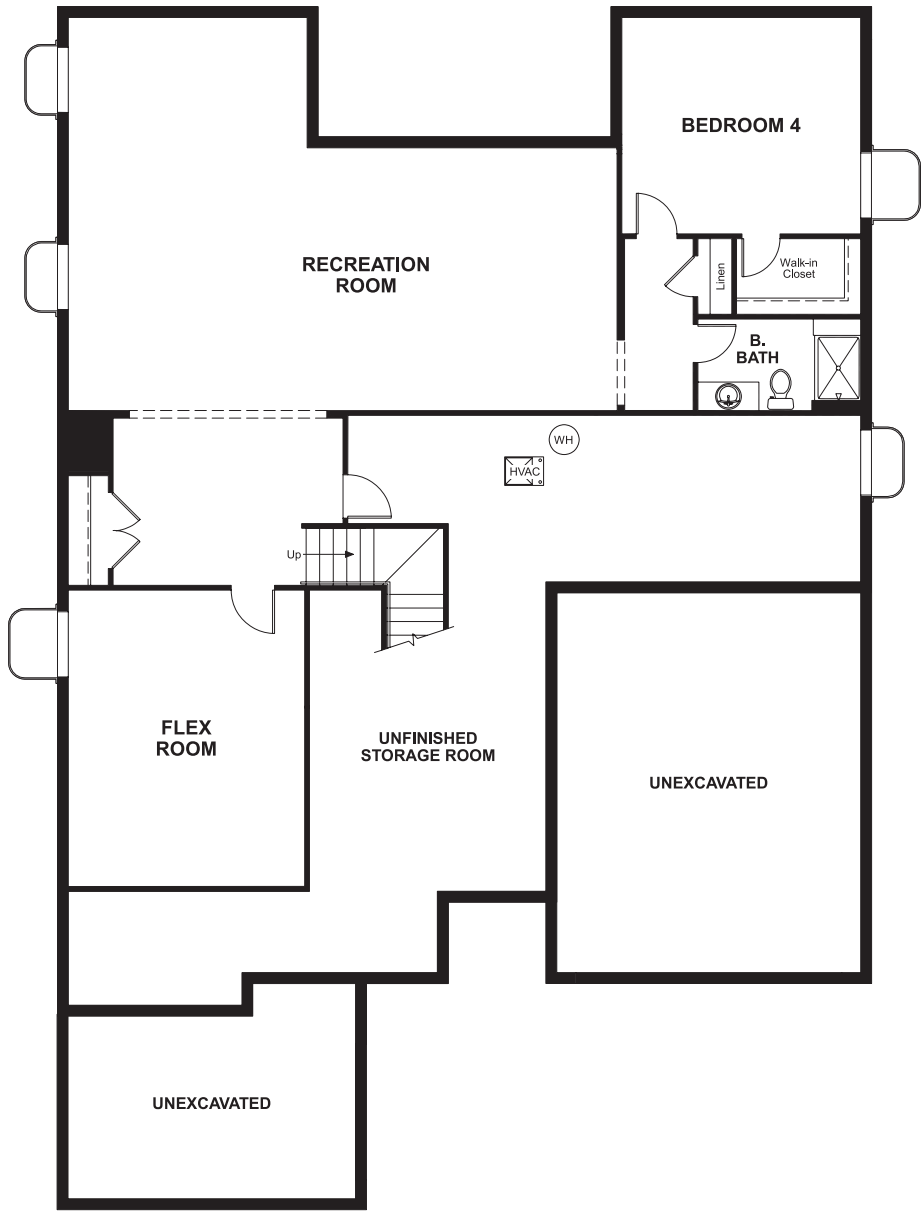 BEDROOM 4
RECREATION
ROOM
Linen
Walk-in
Closet
B.
BATH
WH
HVAC
Up
FLEX
ROOM
UNFINISHED
STORAGE ROOM
UNEXCAVATED
UNEXCAVATED